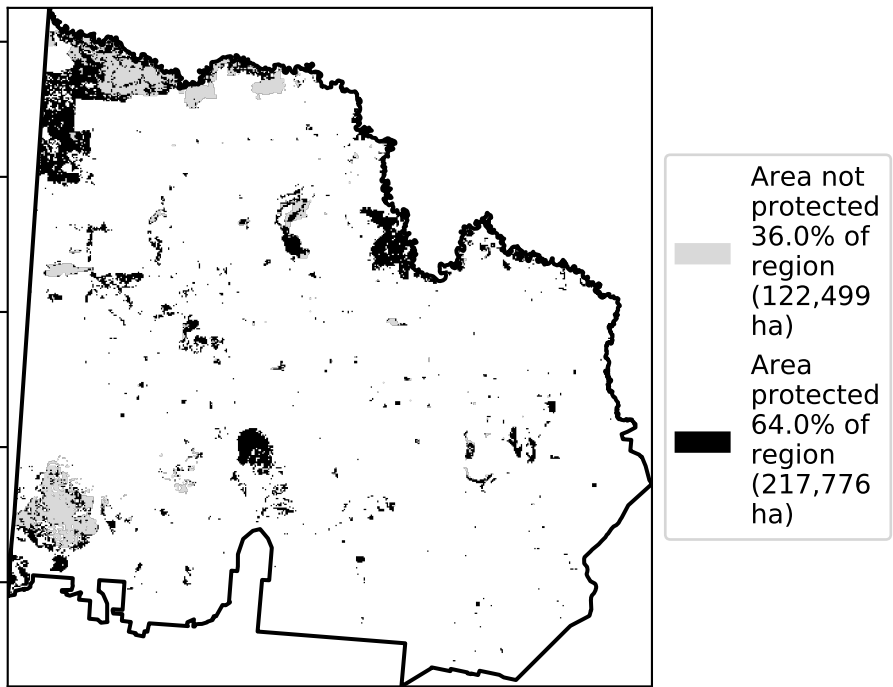 Area not
protected
36.0% of
region
(122,499
ha)
Area
protected
64.0% of
region
(217,776
ha)